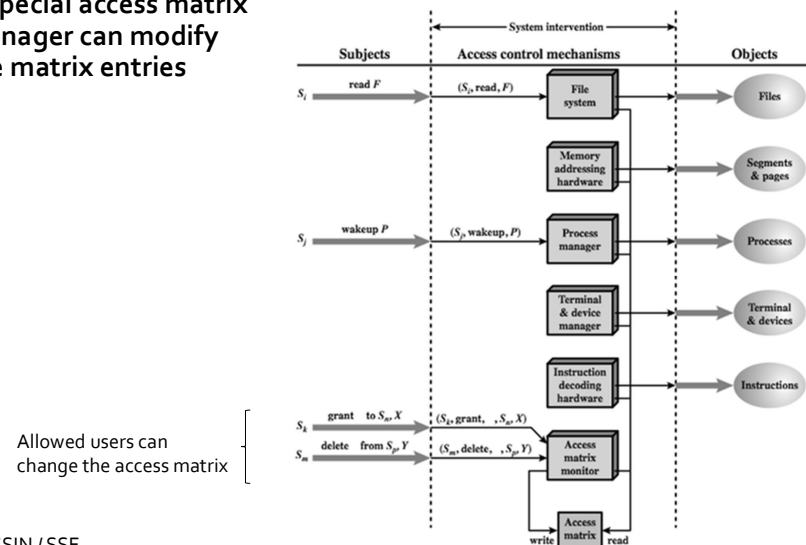 pecial access matrix
nager can modify
e matrix entries
System intervention
Subjects
Access control mechanisms
Objects
Si
read F
(Si, read, F)
File
system
Files
Memory
addressing
hardware
Segments
& pages
Sj
wakeup P
(Sj, wakeup, P)
Process
manager
Processes
Terminal
& device
manager
Terminal
& devices
Instruction
decoding
hardware
Instructions
Allowed users can
change the access matrix
Sk
grant to Sn, X
(Sk, grant, , Sn, X)
Sm
delete from Sp, Y
(Sm, delete, , Sp, Y)
Access
matrix
monitor
write
Access
matrix
read
SIN / SSE